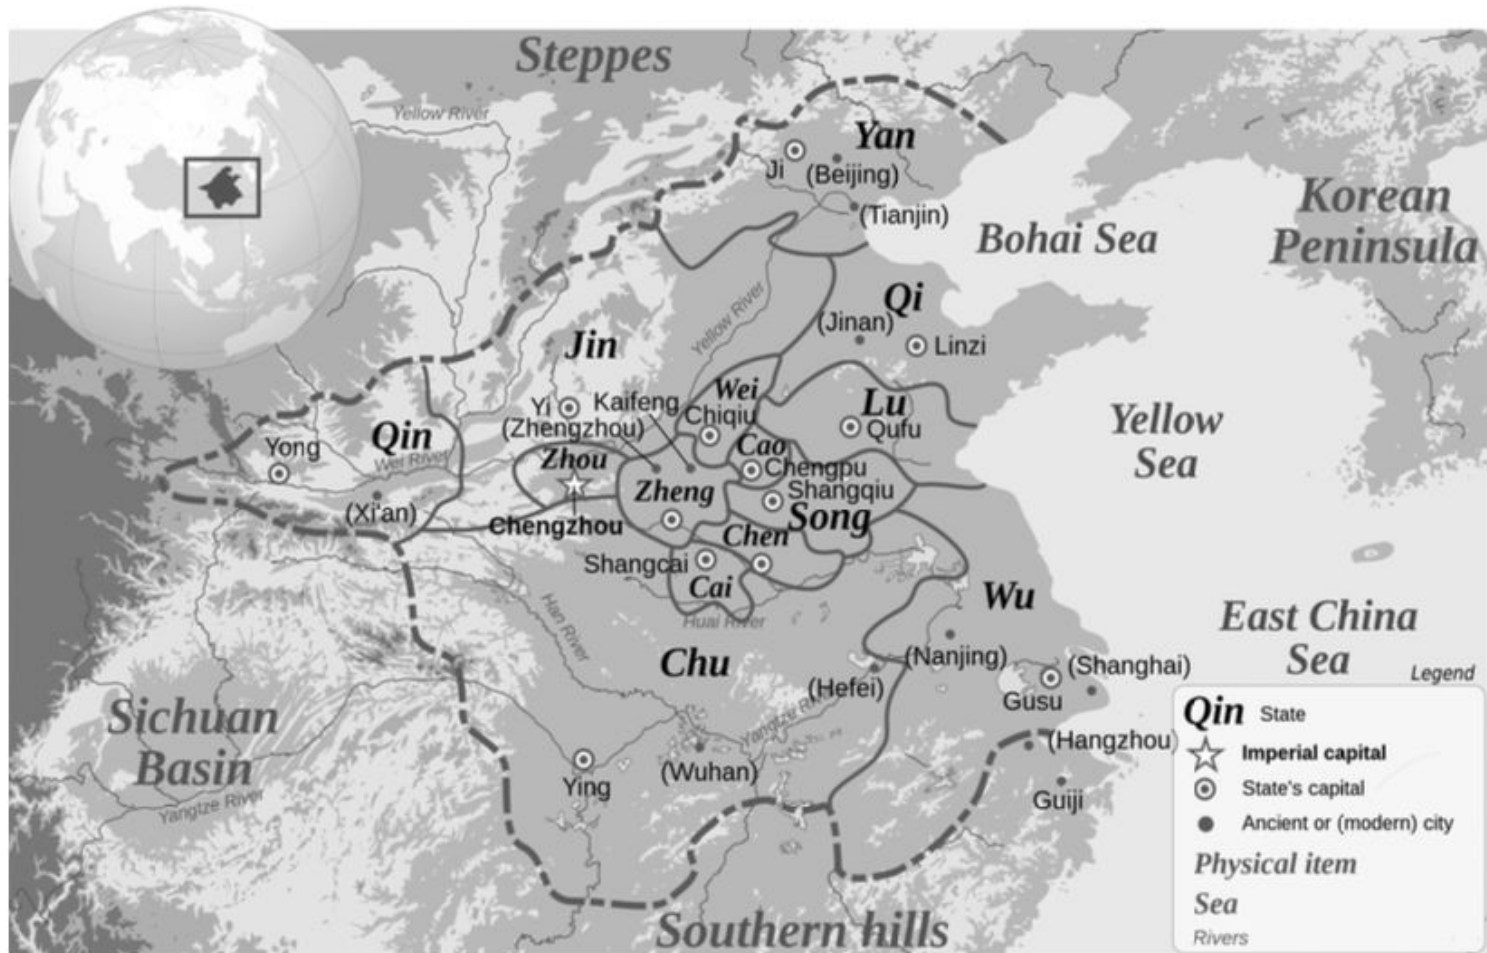 Steppes
Yellow River
Yan
Ji
(Beijing)
(Tianjin)
Korean
Peninsula
Bohai Sea
Qi
(Jinan)
Linzi
Yellow River
Jin
Wei
Chiqiu
Yi
Kaifeng
(Zhengzhou)
Lu
Qufu
Yellow
Sea
Qin
Yong
Wei River
(Xi'an)
Zhou
Chengzhou
Cao
Chengpu
Shangqiu
Zheng
Song
Chen
Shangcai
Cai
Huai River
Han River
Wu
East China
Sea
Chu
(Nanjing)
(Shanghai)
Gusu
(Hefei)
Yangtze River
(Hangzhou)
Guiji
Sichuan
Basin
Yangtze River
Ying
(Wuhan)
Southern hills
Legend
Qin State
Imperial capital
State's capital
Ancient or (modern) city
Physical item
Sea
Rivers